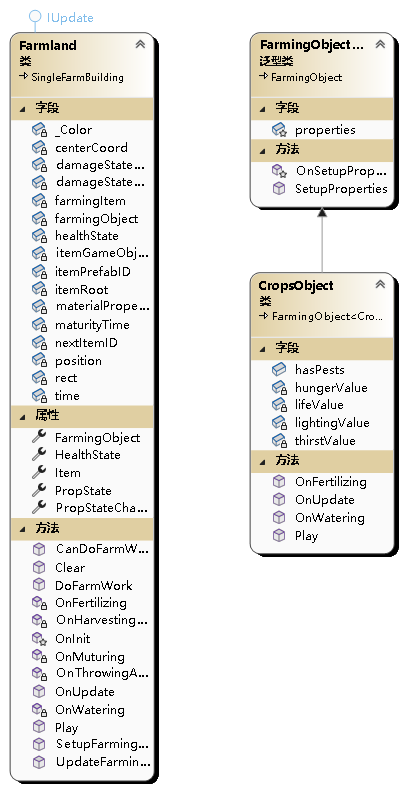 IUpdate
Farmland
类
SingleFarmBuilding
字段
_Color
centerCoord
damageState...
damageState...
farmingItem
farmingObject
healthState
itemGameObj...
itemPrefabID
itemRoot
materialPrope...
maturityTime
nextItemID
position
rect
time
属性
FarmingObject
HealthState
Item
PropState
PropStateCha...
方法
CanDoFarmW...
Clear
DoFarmWork
OnFertilizing
OnHarvesting...
OnInit
OnMuturing
OnThrowingA...
OnUpdate
OnWatering
Play
SetupFarming...
UpdateFarmin...
FarmingObject...
泛型类
FarmingObject
字段
properties
方法
OnSetupProp...
SetupProperties
CropsObject
类
FarmingObject<Cro...
字段
hasPests
hungerValue
lifeValue
lightingValue
thirstValue
方法
OnFertilizing
OnUpdate
OnWatering
Play